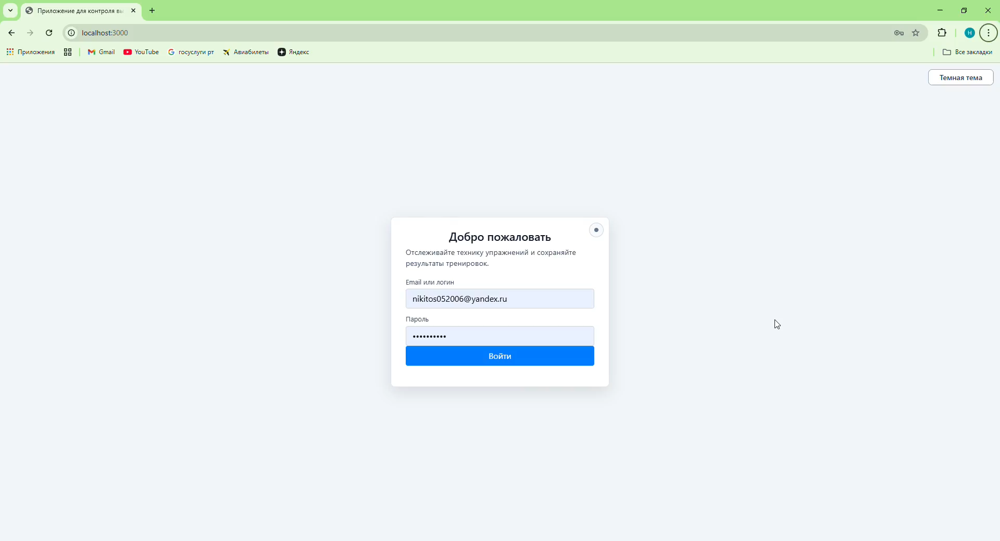 Приложение для контроля вы
localhost:3000
H
Приложения
Gmail
YouTube
госуслуги рт
Авиабилеты
Яндекс
Все закладки
Темная тема
Добро пожаловать
Отслеживайте технику упражнений и сохраняйте
результаты тренировок.
Email или логин
nikitos052006@yandex.ru
Пароль
••••••••••
Войти